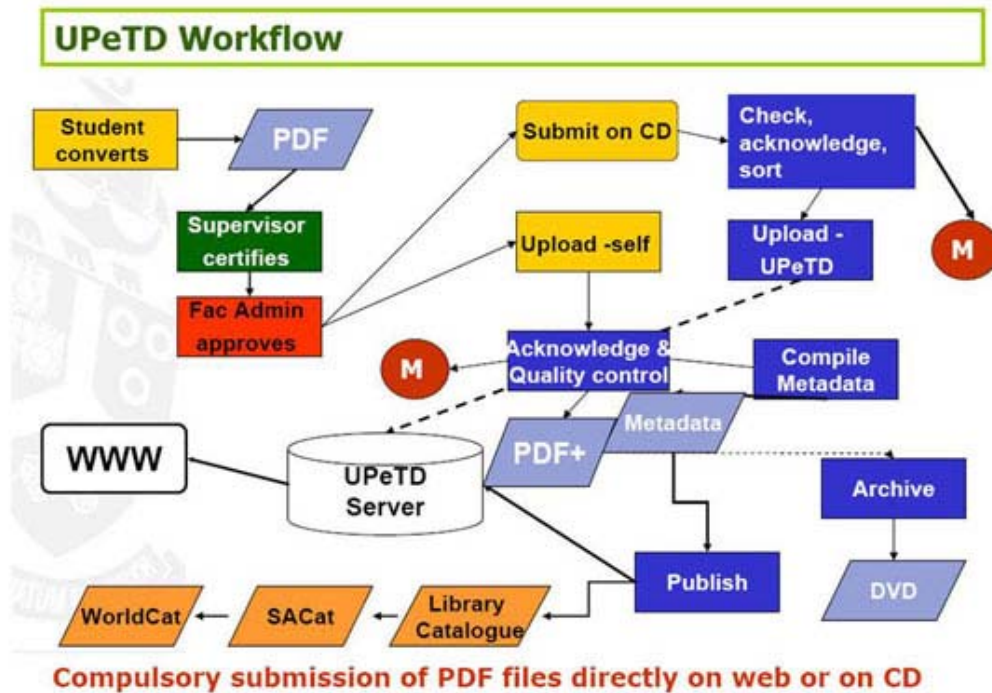 UPeTD Workflow
Student
converts
PDF
Submit on CD
Check,
acknowledge,
sort
Supervisor
certifies
Upload -self
Upload -
UPeTD
M
Fac Admin
approves
M
Acknowledge &
Quality control
Compile
Metadata
Metadata
PDF+
WWW
UPeTD
Server
Archive
Publish
DVD
WorldCat
SACat
Library
Catalogue
Compulsory submission of PDF files directly on web or on CD